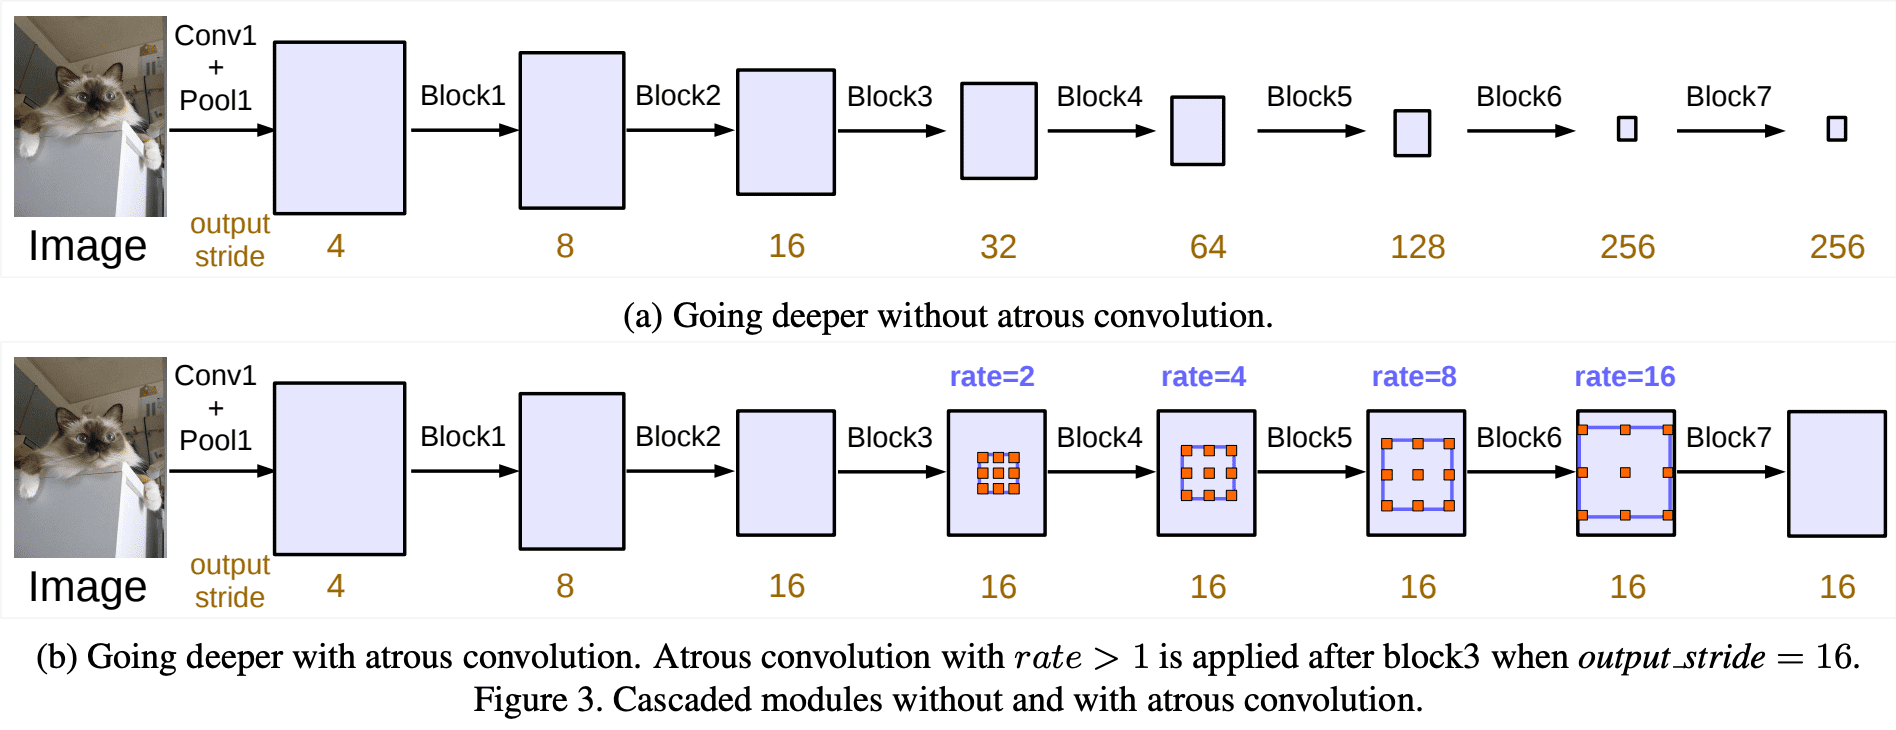 Conv1
+
Pool1
Block1 Block2 Block3 Block4 Block5 Block6 Block7
Image
output
stride
4 8 16 32 64 128 256 256
(a) Going deeper without atrous convolution.
rate=2 rate=4 rate=8 rate=16
Conv1
+
Pool1
Block1 Block2 Block3 Block4 Block5 Block6 Block7
Image
output
stride
4 8 16 16 16 16 16 16
(b) Going deeper with atrous convolution. Atrous convolution with rate > 1 is applied after block3 when output_stride = 16.
Figure 3. Cascaded modules without and with atrous convolution.